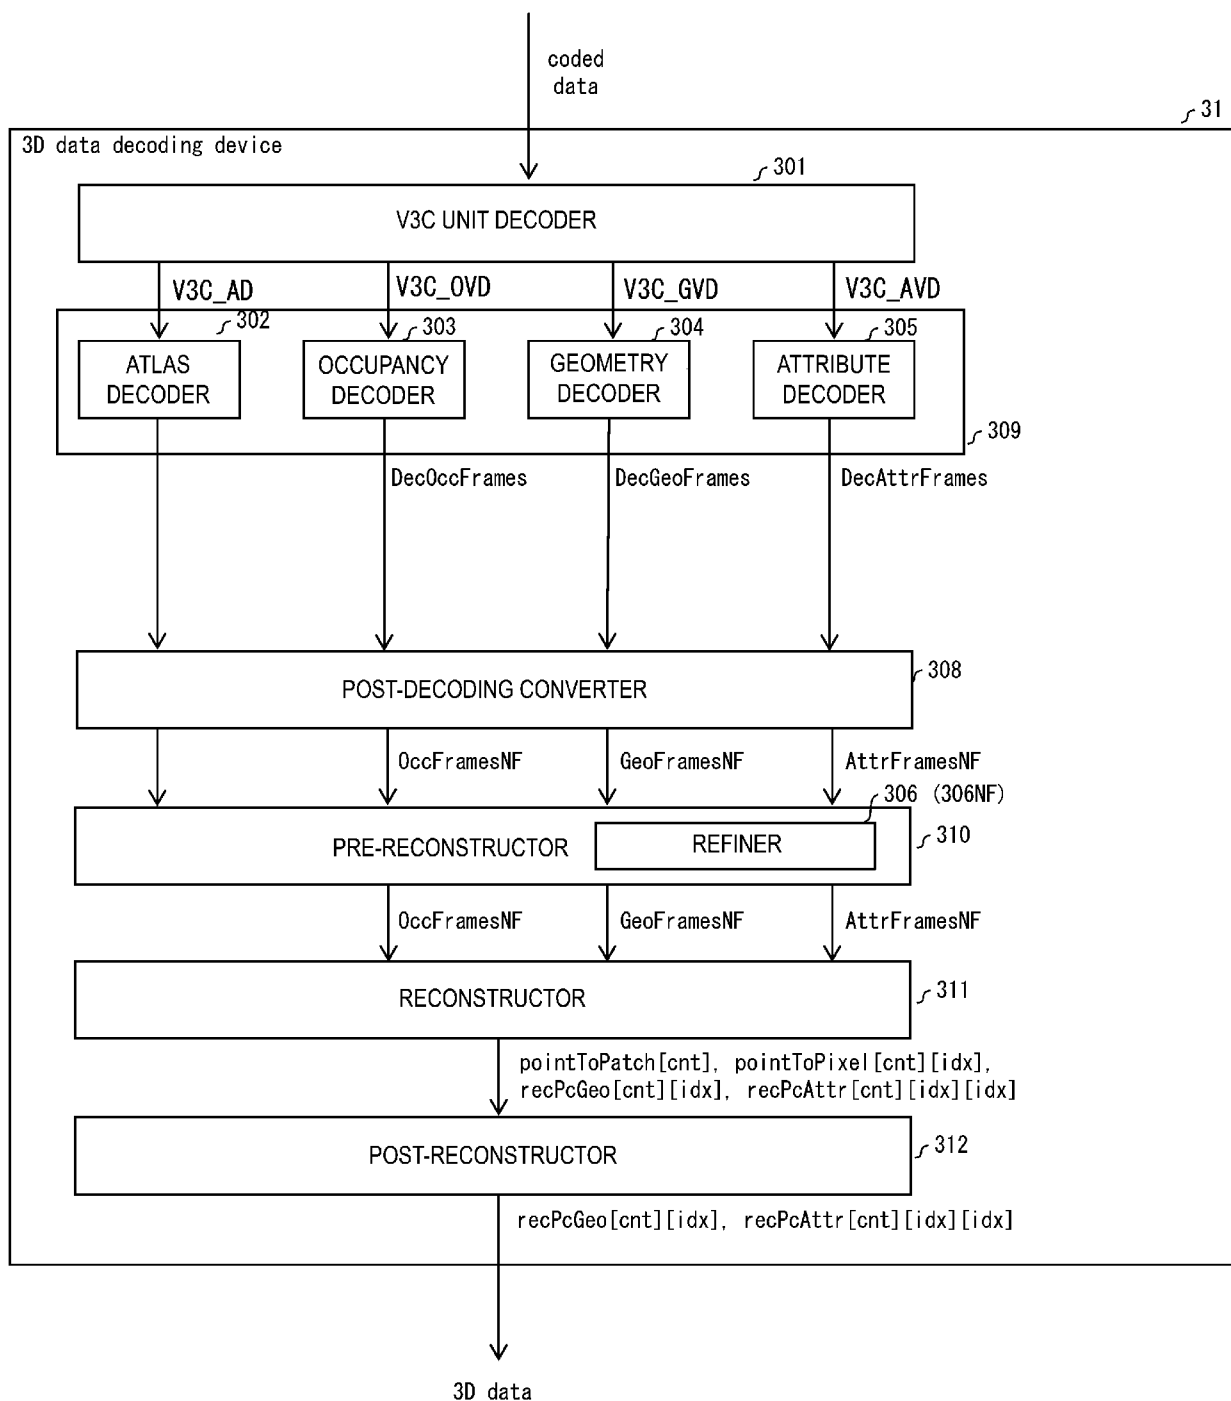 coded
data
31
3D data decoding device
301
V3C UNIT DECODER
V3C_AD
V3C_OVD
V3C_GVD
V3C_AVD
302
303
304
305
ATLAS
DECODER
OCCUPANCY
DECODER
GEOMETRY
DECODER
ATTRIBUTE
DECODER
309
DecOccFrames
DecGeoFrames
DecAttrFrames
308
POST-DECODING CONVERTER
OccFramesNF
GeoFramesNF
AttrFramesNF
306 (306NF)
PRE-RECONSTRUCTOR
REFINER
310
OccFramesNF
GeoFramesNF
AttrFramesNF
RECONSTRUCTOR
311
pointToPatch[cnt], pointToPixel[cnt][idx],
recPcGeo[cnt][idx], recPcAttr[cnt][idx][idx]
POST-RECONSTRUCTOR
312
recPcGeo[cnt][idx], recPcAttr[cnt][idx][idx]
3D data